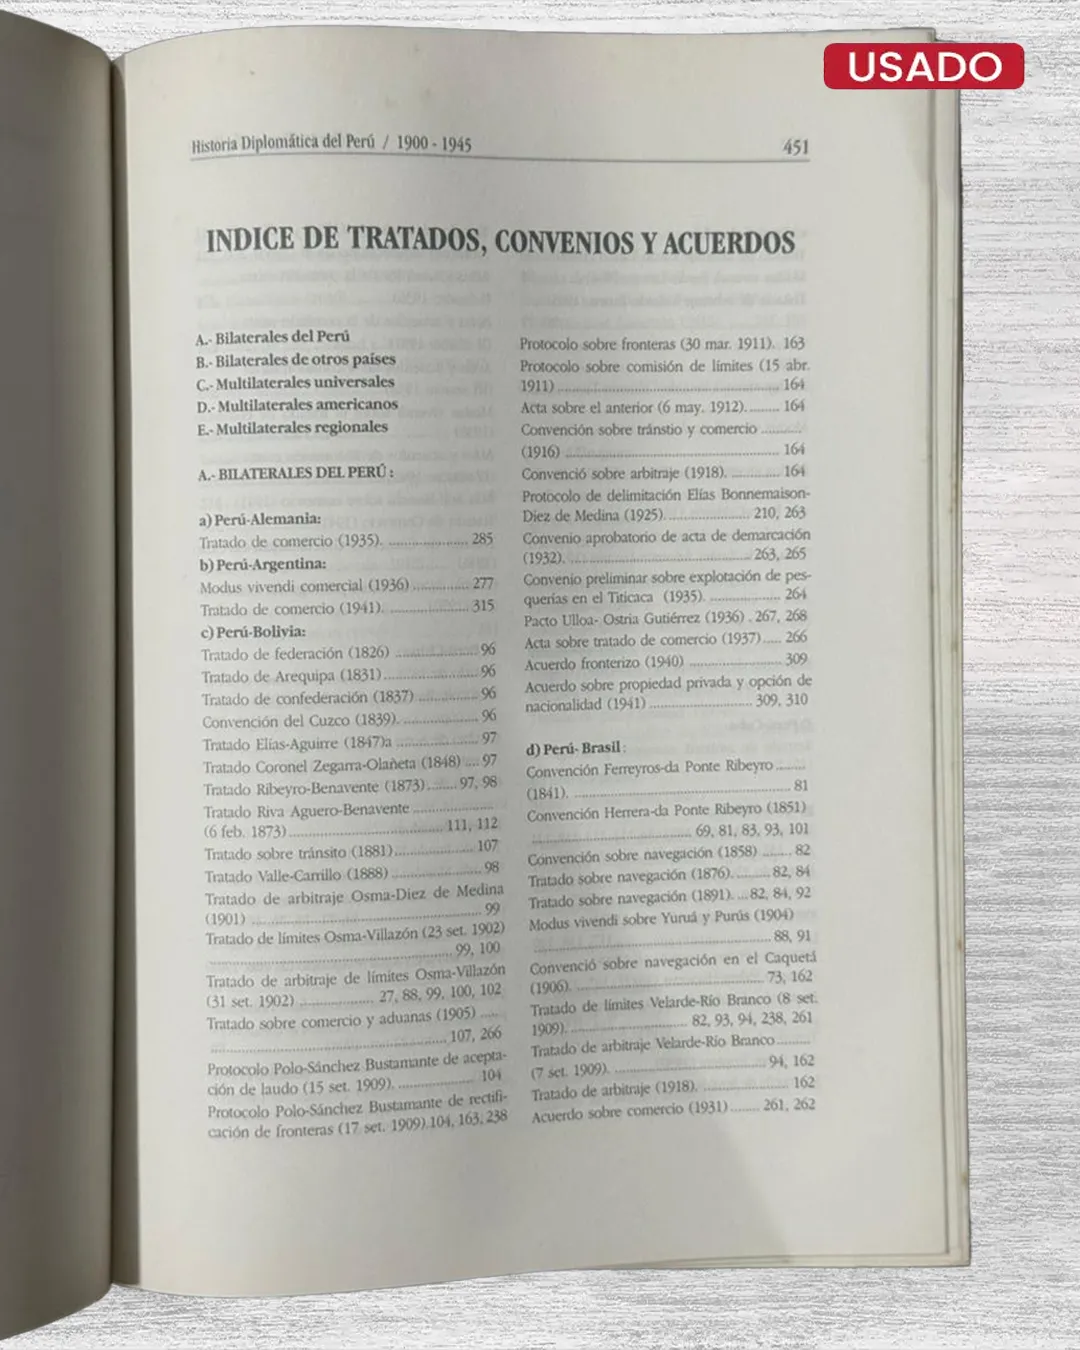 USADO
Historia Diplomática del Perú / 1900 - 1945 451
INDICE DE TRATADOS, CONVENIOS Y ACUERDOS
A.- Bilaterales del Perú
B.- Bilaterales de otros países
C.- Multilaterales universales
D.- Multilaterales americanos
E.- Multilaterales regionales
A.- BILATERALES DEL PERÚ :
a) Perú-Alemania:
Tratado de comercio (1935). .................... 285
b) Perú-Argentina:
Modus vivendi comercial (1936) .............. 277
Tratado de comercio (1941). .................... 315
c) Perú-Bolivia:
Tratado de federación (1826) .................... 96
Tratado de Arequipa (1831)....................... 96
Tratado de confederación (1837) .............. 96
Convención del Cuzco (1839). ................... 96
Tratado Elías-Aguirre (1847)a .................... 97
Tratado Coronel Zegarra-Olañeta (1848) ... 97
Tratado Ribeyro-Benavente (1873)....... 97, 98
Tratado Riva Aguero-Benavente ....................
(6 feb. 1873)....................................... 111, 112
Tratado sobre tránsito (1881).................... 107
Tratado Valle-Carrillo (1888) ....................... 98
Tratado de arbitraje Osma-Diez de Medina
(1901) .......................................................... 99
Tratado de límites Osma-Villazón (23 set. 1902)
.............................................................. 99, 100
Tratado de arbitraje de límites Osma-Villazón
(31 set. 1902) ................... 27, 88, 99, 100, 102
Tratado sobre comercio y aduanas (1905) .....
............................................................ 107, 266
Protocolo Polo-Sánchez Bustamante de acepta-
ción de laudo (15 set. 1909). ................... 104
Protocolo Polo-Sánchez Bustamante de rectifi-
cación de fronteras (17 set. 1909).104, 163, 238
Protocolo sobre fronteras (30 mar. 1911). 163
Protocolo sobre comisión de límites (15 abr.
1911) ........................................................ 164
Acta sobre el anterior (6 may. 1912)......... 164
Convención sobre tránstio y comercio ..........
(1916) ...................................................... 164
Convenció sobre arbitraje (1918). ............ 164
Protocolo de delimitación Elías Bonnemaison-
Diez de Medina (1925)..................... 210, 263
Convenio aprobatorio de acta de demarcación
(1932). .............................................. 263, 265
Convenio preliminar sobre explotación de pes-
querías en el Titicaca (1935). .................. 264
Pacto Ulloa- Ostria Gutiérrez (1936) . 267, 268
Acta sobre tratado de comercio (1937)..... 266
Acuerdo fronterizo (1940) ........................ 309
Acuerdo sobre propiedad privada y opción de
nacionalidad (1941) .......................... 309, 310
d) Perú- Brasil :
Convención Ferreyros-da Ponte Ribeyro........
(1841). ........................................................ 81
Convención Herrera-da Ponte Ribeyro (1851)
........................................ 69, 81, 83, 93, 101
Convención sobre navegación (1858) ........ 82
Tratado sobre navegación (1876)......... 82, 84
Tratado sobre navegación (1891). ... 82, 84, 92
Modus vivendi sobre Yuruá y Purús (1904)
............................................................. 88, 91
Convenció sobre navegación en el Caquetá
(1906). ................................................ 73, 162
Tratado de límites Velarde-Río Branco (8 set.
1909). .............................. 82, 93, 94, 238, 261
Tratado de arbitraje Velarde-Rio Branco.........
(7 set. 1909). ...................................... 94, 162
Tratado de arbitraje (1918). ..................... 162
Acuerdo sobre comercio (1931)........ 261, 262